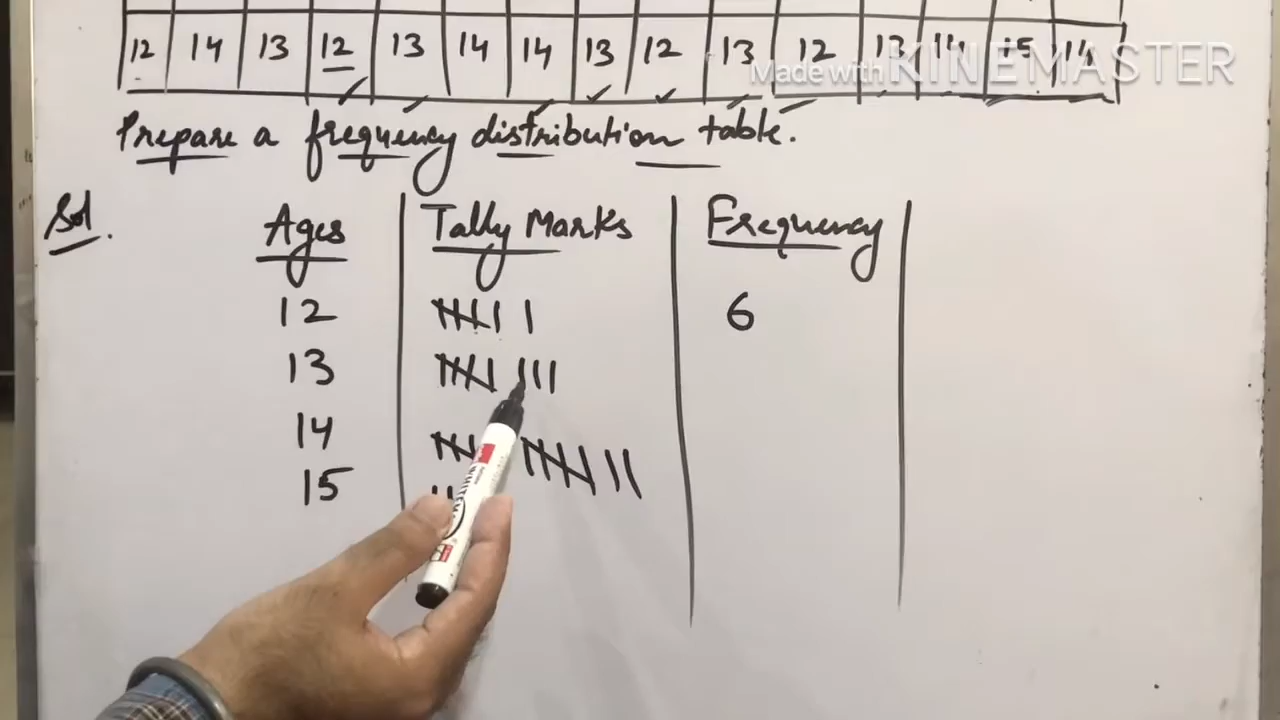 12 14 13 12 13 14 14 13 12 13 12 13 14 15 14
Made with KINEMASTER
Prepare a frequency distribution table.
Sol.
Ages Tally Marks Frequency
12 6
13
14
15